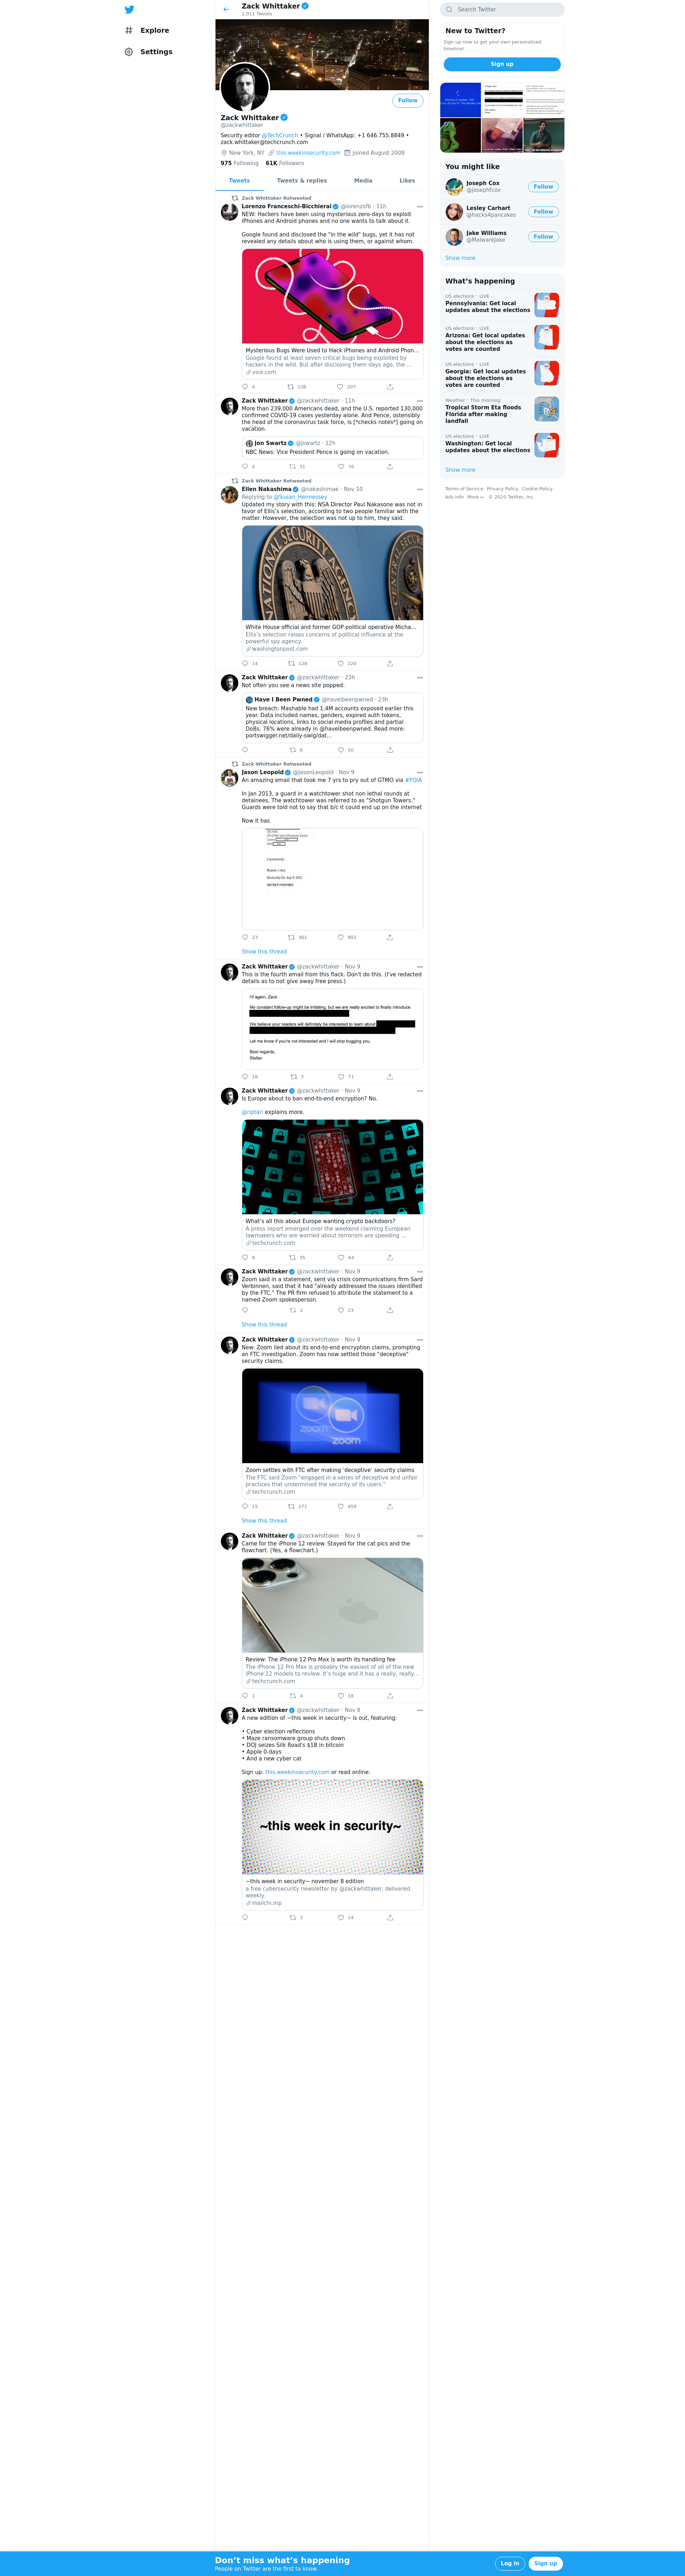 Explore
Settings
Zack Whittaker
1,011 Tweets
Follow
Zack Whittaker
@zackwhittaker
Security editor @TechCrunch • Signal / WhatsApp: +1 646.755.8849 •
zack.whittaker@techcrunch.com
New York, NY this.weekinsecurity.com Joined August 2008
975 Following 61K Followers
Tweets Tweets & replies Media Likes
Zack Whittaker Retweeted
Lorenzo Franceschi-Bicchierai @lorenzofb · 11h
NEW: Hackers have been using mysterious zero-days to exploit
iPhones and Android phones and no one wants to talk about it.
Google found and disclosed the "in the wild" bugs, yet it has not
revealed any details about who is using them, or against whom.
Mysterious Bugs Were Used to Hack iPhones and Android Phon…
Google found at least seven critical bugs being exploited by
hackers in the wild. But after disclosing them days ago, the …
vice.com
4 136 207
Zack Whittaker @zackwhittaker · 11h
More than 239,000 Americans dead, and the U.S. reported 130,000
confirmed COVID-19 cases yesterday alone. And Pence, ostensibly
the head of the coronavirus task force, is [*checks notes*] going on
vacation.
Jon Swartz @jswartz · 12h
NBC News: Vice President Pence is going on vacation.
4 31 76
Zack Whittaker Retweeted
Ellen Nakashima @nakashimae · Nov 10
Replying to @Susan_Hennessey
Updated my story with this: NSA Director Paul Nakasone was not in
favor of Ellis's selection, according to two people familiar with the
matter. However, the selection was not up to him, they said.
NATIONAL SECURITY AGENCY
White House official and former GOP political operative Micha…
Ellis's selection raises concerns of political influence at the
powerful spy agency.
washingtonpost.com
14 128 220
Zack Whittaker @zackwhittaker · 23h
Not often you see a news site popped.
Have I Been Pwned @haveibeenpwned · 23h
New breach: Mashable had 1.4M accounts exposed earlier this
year. Data included names, genders, expired auth tokens,
physical locations, links to social media profiles and partial
DoBs. 76% were already in @haveibeenpwned. Read more:
portswigger.net/daily-swig/dat…
6 50
Zack Whittaker Retweeted
Jason Leopold @JasonLeopold · Nov 9
An amazing email that took me 7 yrs to pry out of GTMO via #FOIA
In Jan 2013, a guard in a watchtower shot non lethal rounds at
detainees. The watchtower was referred to as "Shotgun Towers."
Guards were told not to say that b/c it could end up on the internet
Now it has
23 361 902
Show this thread
Zack Whittaker @zackwhittaker · Nov 9
This is the fourth email from this flack. Don't do this. (I've redacted
details as to not give away free press.)
Hi again, Zack
My constant follow-up might be irritating, but we are really excited to finally introduce
We believe your readers will definitely be interested to learn about
Let me know if you're not interested and I will stop bugging you.
Best regards,
Stefan
18 3 71
Zack Whittaker @zackwhittaker · Nov 9
Is Europe about to ban end-to-end encryption? No.
@riptari explains more.
What's all this about Europe wanting crypto backdoors?
A press report emerged over the weekend claiming European
lawmakers who are worried about terrorism are speeding …
techcrunch.com
6 35 64
Zack Whittaker @zackwhittaker · Nov 9
Zoom said in a statement, sent via crisis communications firm Sard
Verbinnen, said that it had "already addressed the issues identified
by the FTC." The PR firm refused to attribute the statement to a
named Zoom spokesperson.
2 23
Show this thread
Zack Whittaker @zackwhittaker · Nov 9
New: Zoom lied about its end-to-end encryption claims, prompting
an FTC investigation. Zoom has now settled those "deceptive"
security claims.
zoom
zoom
Zoom settles with FTC after making 'deceptive' security claims
The FTC said Zoom "engaged in a series of deceptive and unfair
practices that undermined the security of its users."
techcrunch.com
15 271 459
Show this thread
Zack Whittaker @zackwhittaker · Nov 9
Came for the iPhone 12 review. Stayed for the cat pics and the
flowchart. (Yes, a flowchart.)
Review: The iPhone 12 Pro Max is worth its handling fee
The iPhone 12 Pro Max is probably the easiest of all of the new
iPhone 12 models to review. It's huge and it has a really, really…
techcrunch.com
1 4 18
Zack Whittaker @zackwhittaker · Nov 8
A new edition of ~this week in security~ is out, featuring:
• Cyber election reflections
• Maze ransomware group shuts down
• DOJ seizes Silk Road's $1B in bitcoin
• Apple 0-days
• And a new cyber cat
Sign up: this.weekinsecurity.com or read online:
~this week in security~
~this week in security~ november 8 edition
a free cybersecurity newsletter by @zackwhittaker, delivered
weekly.
mailchi.mp
3 14
Search Twitter
New to Twitter?
Sign up now to get your own personalized
timeline!
Sign up
You might like
Joseph Cox
@josephfcox
Follow
Lesley Carhart
@hacks4pancakes
Follow
Jake Williams
@MalwareJake
Follow
Show more
What's happening
US elections · LIVE
Pennsylvania: Get local
updates about the elections
US elections · LIVE
Arizona: Get local updates
about the elections as
votes are counted
US elections · LIVE
Georgia: Get local updates
about the elections as
votes are counted
Weather · This morning
Tropical Storm Eta floods
Florida after making
landfall
US elections · LIVE
Washington: Get local
updates about the elections
Show more
Terms of Service Privacy Policy Cookie Policy
Ads info More © 2020 Twitter, Inc.
Don't miss what's happening
People on Twitter are the first to know.
Log in Sign up